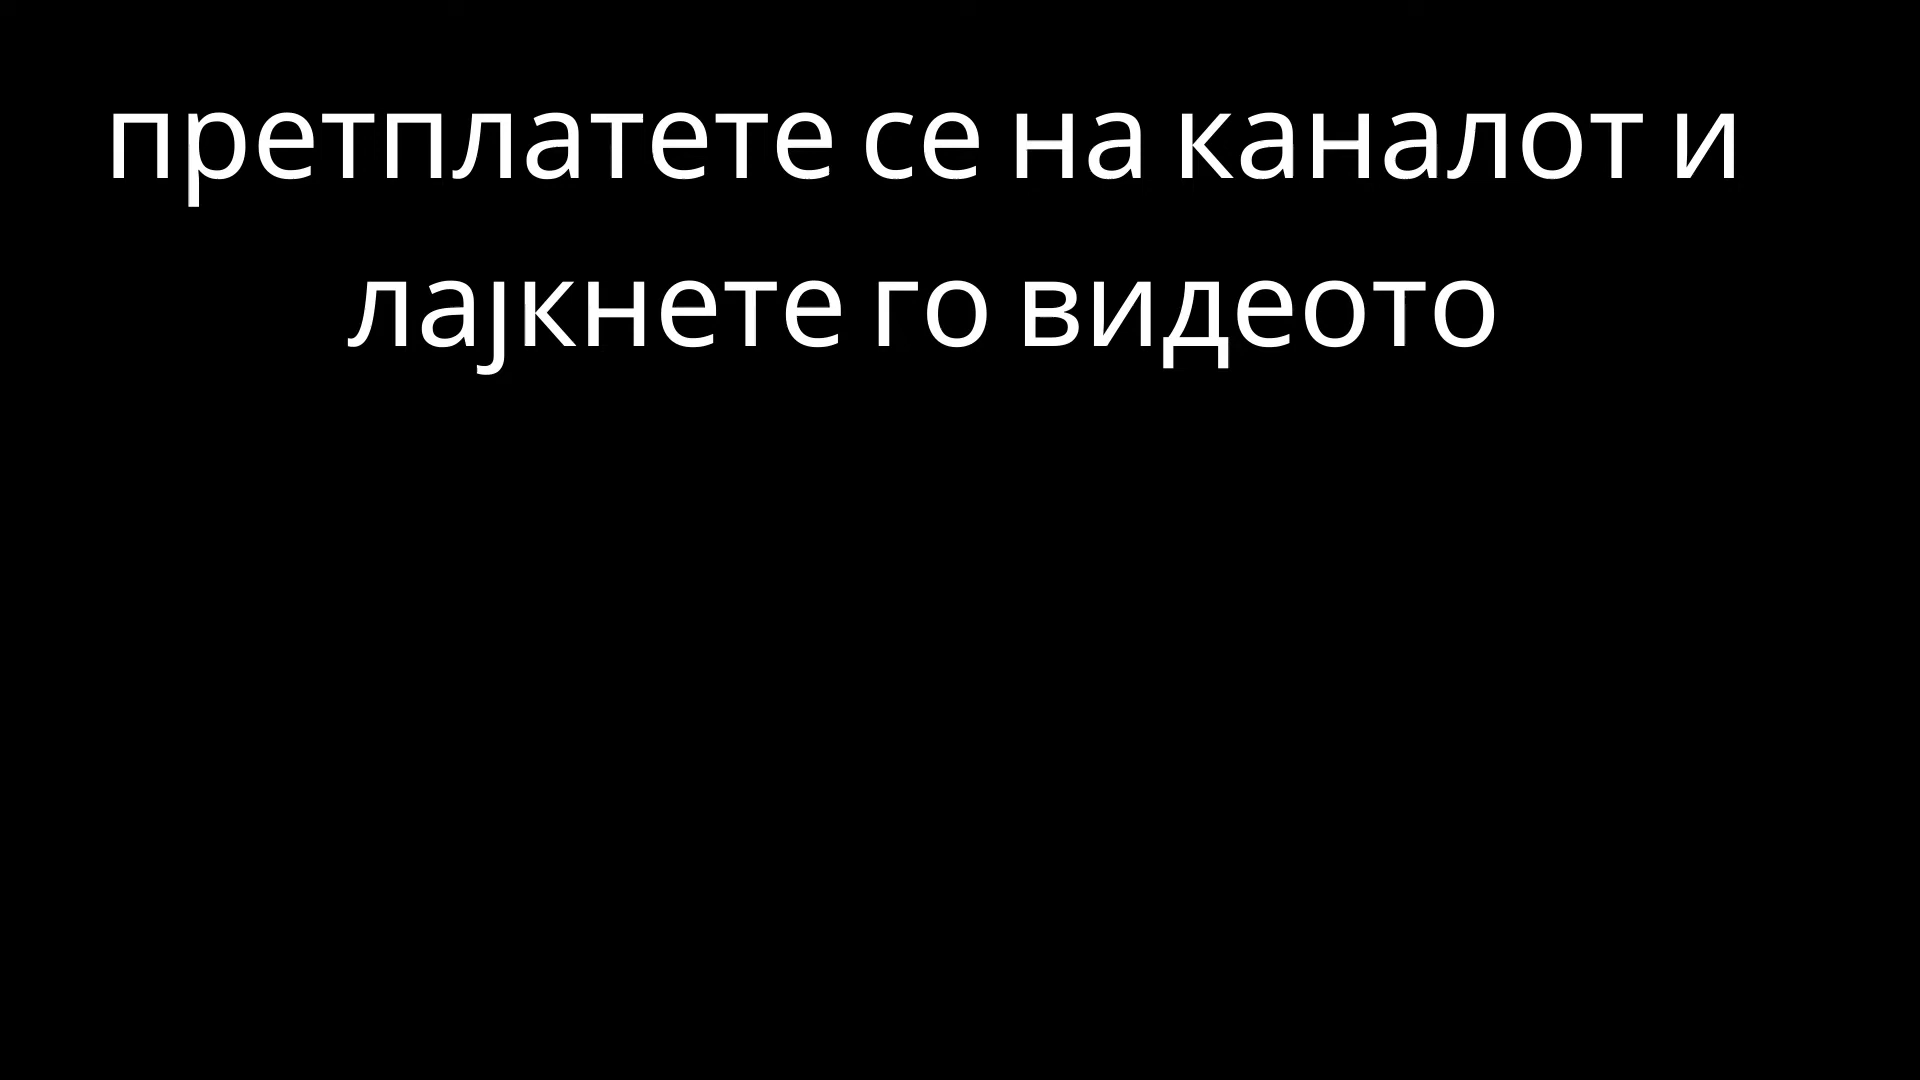 претплатете се на каналот и
лајкнете го видеото